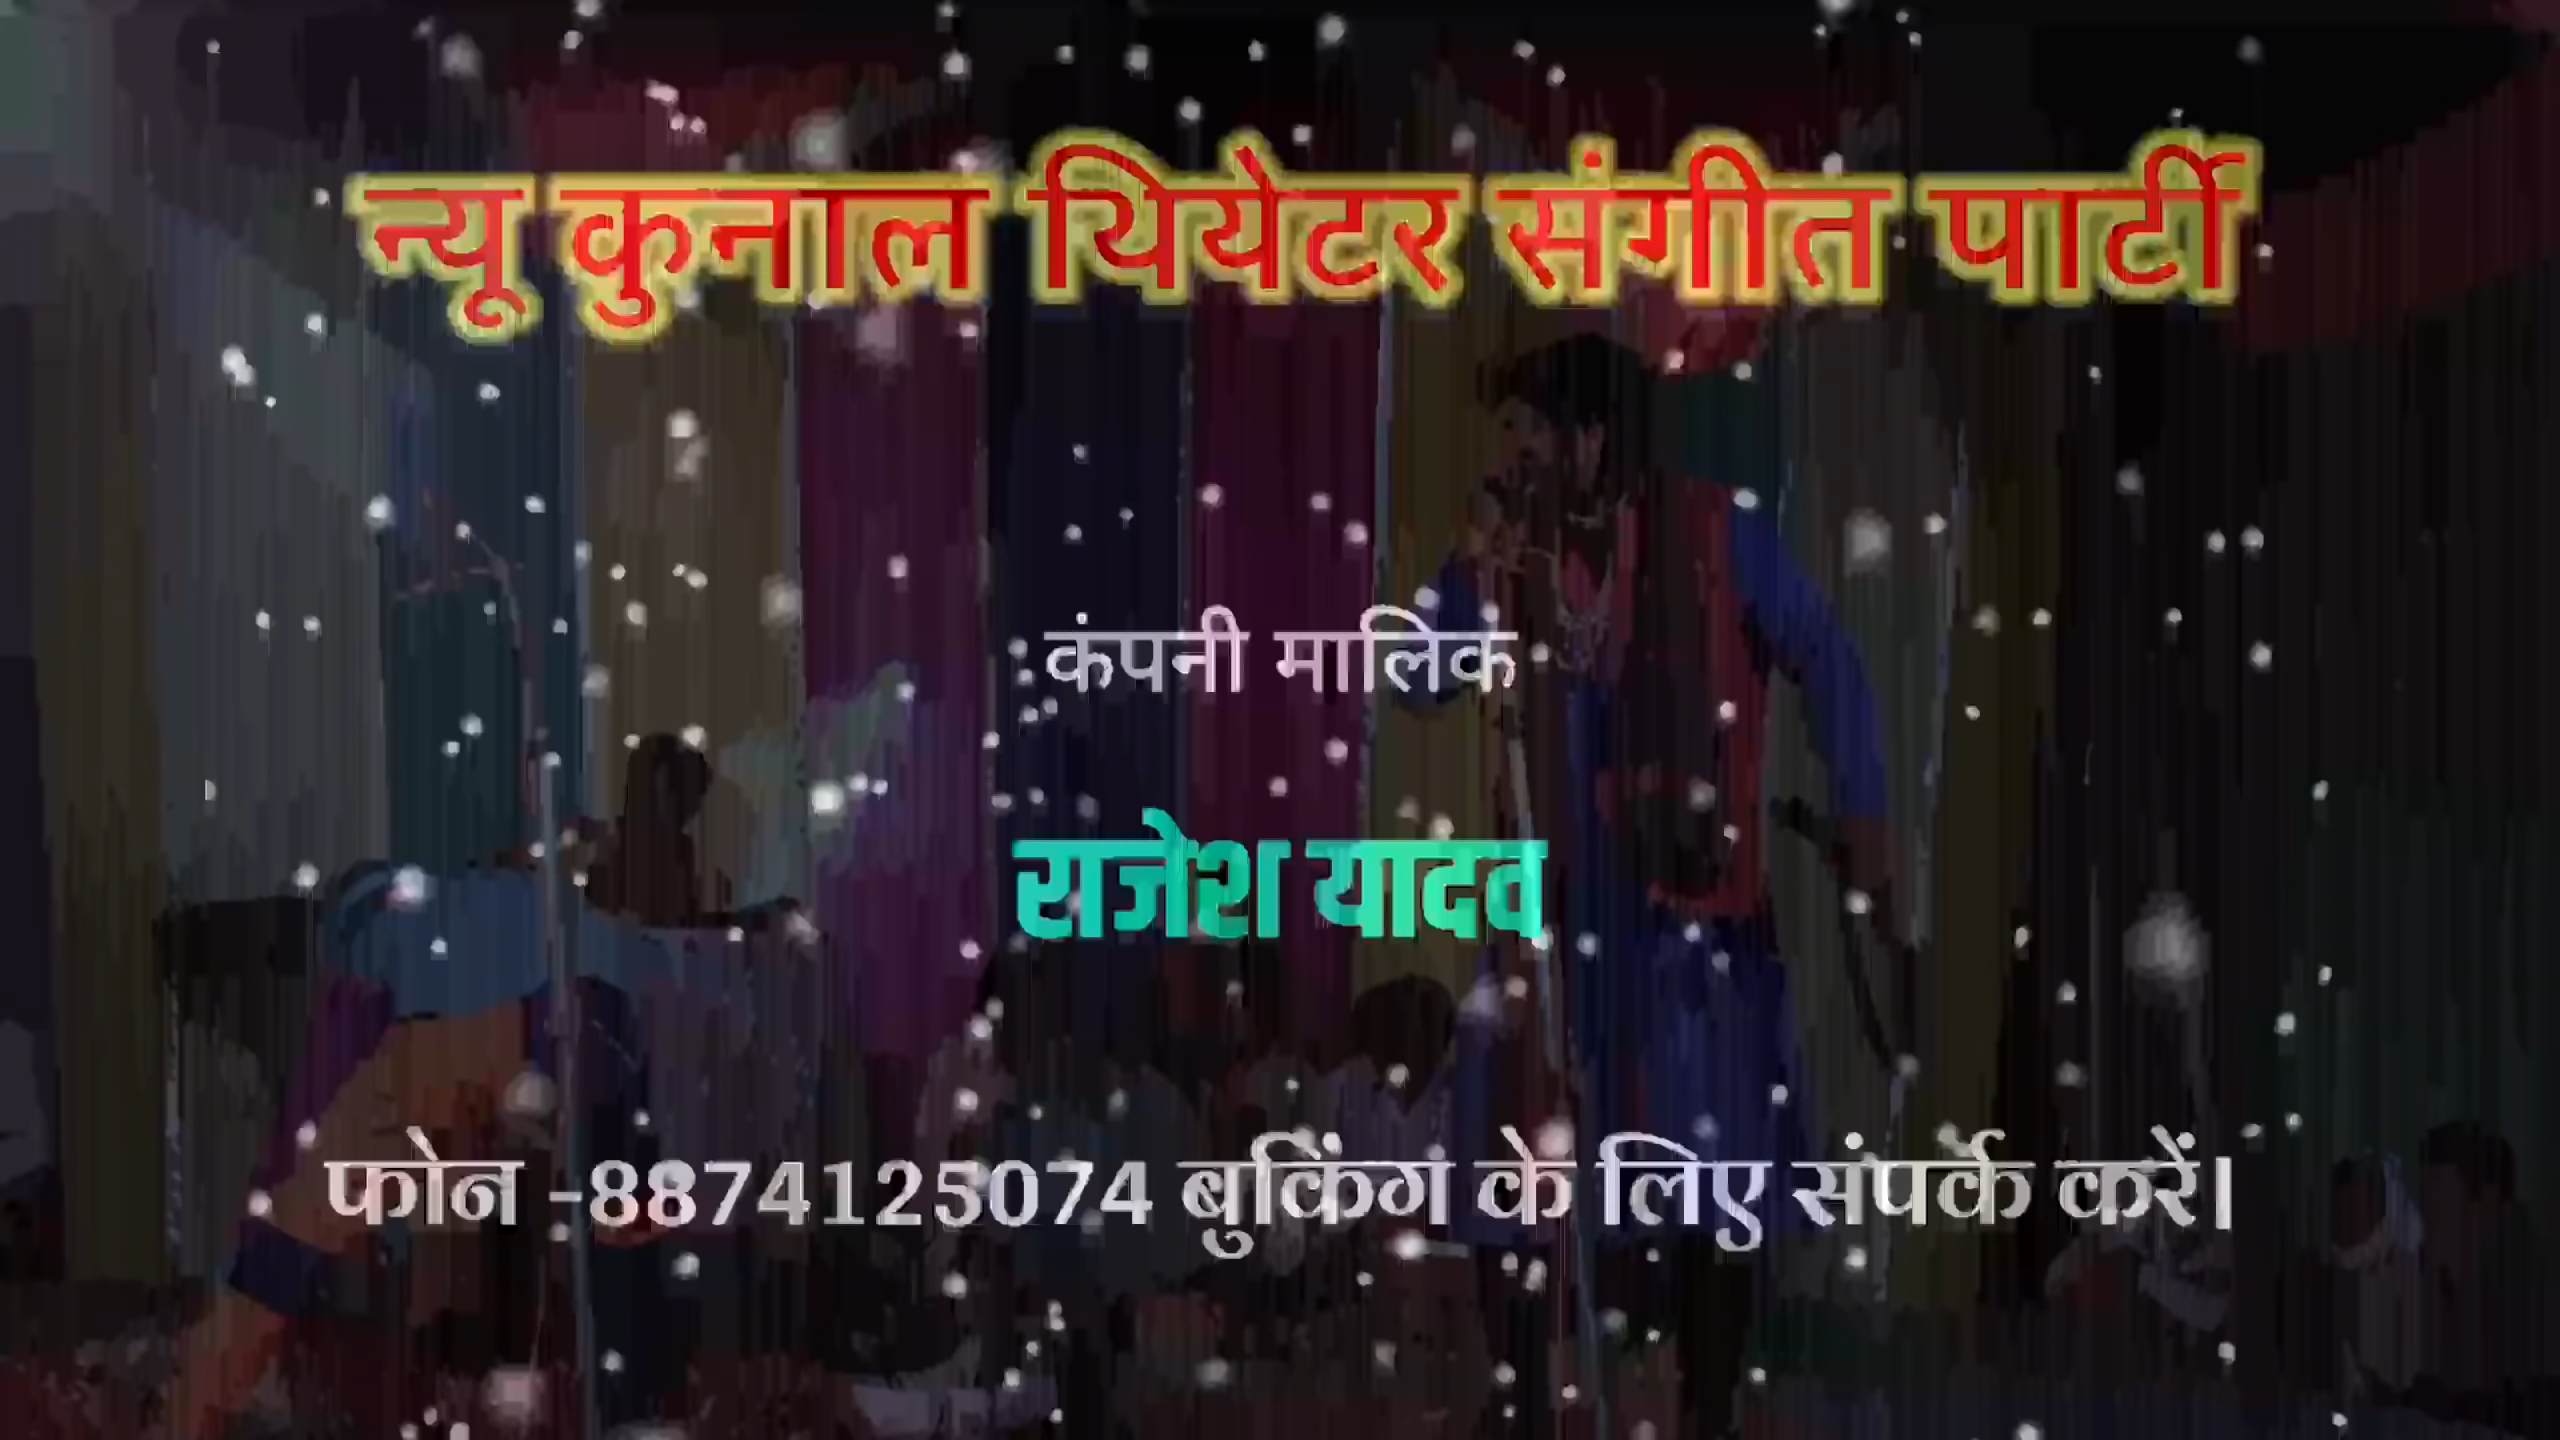 न्यू कुनाल थियेटर संगीत पार्टी
कंपनी मालिक
राजेश यादव
फोन -8874125074 बुकिंग के लिए संपर्क करें।